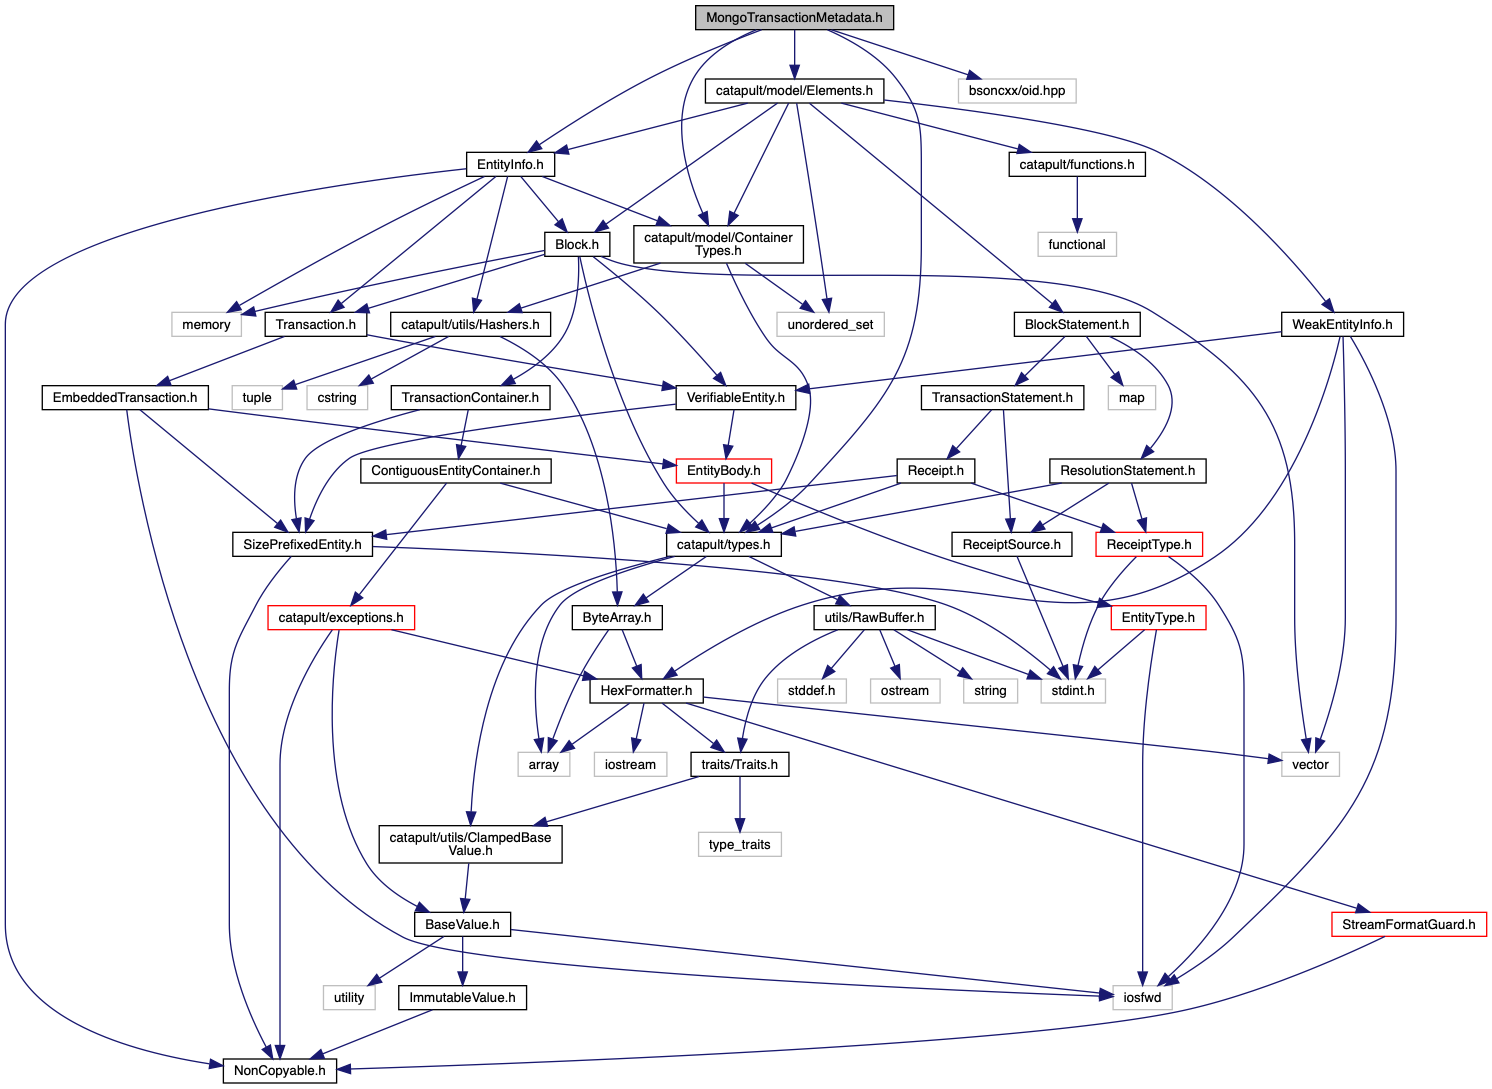 MongoTransactionMetadata.h
catapult/model/Elements.h
bsoncxx/oid.hpp
EntityInfo.h
catapult/functions.h
Block.h
catapult/model/Container
Types.h
functional
memory
Transaction.h
catapult/utils/Hashers.h
unordered_set
BlockStatement.h
WeakEntityInfo.h
EmbeddedTransaction.h
tuple
cstring
TransactionContainer.h
VerifiableEntity.h
TransactionStatement.h
map
ContiguousEntityContainer.h
EntityBody.h
Receipt.h
ResolutionStatement.h
SizePrefixedEntity.h
catapult/types.h
ReceiptSource.h
ReceiptType.h
catapult/exceptions.h
ByteArray.h
utils/RawBuffer.h
EntityType.h
HexFormatter.h
stddef.h
ostream
string
stdint.h
array
iostream
traits/Traits.h
vector
catapult/utils/ClampedBase
Value.h
type_traits
BaseValue.h
StreamFormatGuard.h
utility
ImmutableValue.h
iosfwd
NonCopyable.h